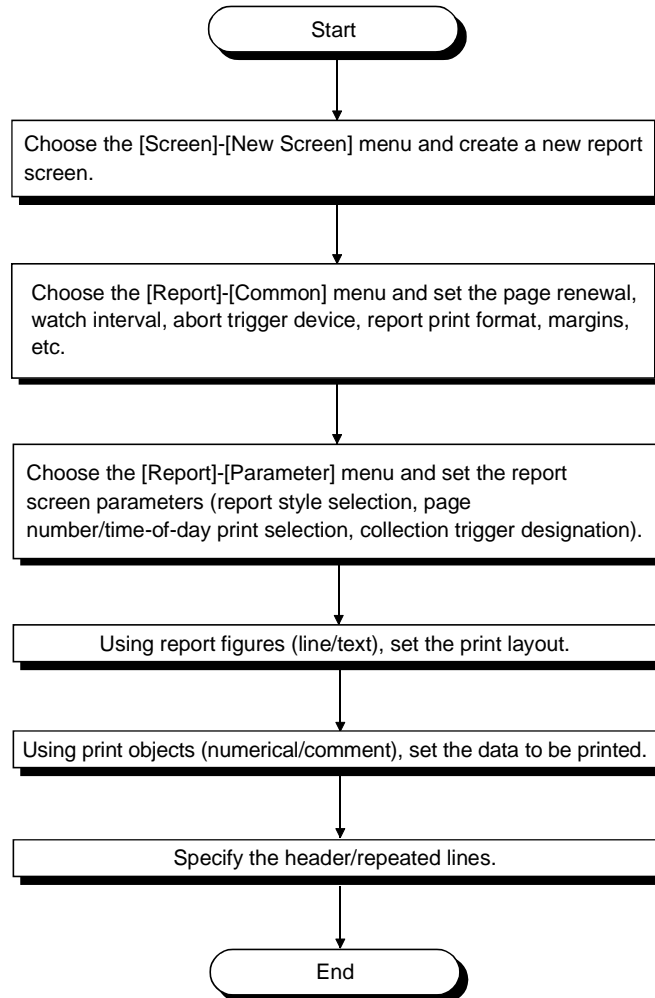 Start
Choose the [Screen]-[New Screen] menu and create a new report
screen.
Choose the [Report]-[Common] menu and set the page renewal,
watch interval, abort trigger device, report print format, margins,
etc.
Choose the [Report]-[Parameter] menu and set the report
screen parameters (report style selection, page
number/time-of-day print selection, collection trigger designation).
Using report figures (line/text), set the print layout.
Using print objects (numerical/comment), set the data to be printed.
Specify the header/repeated lines.
End